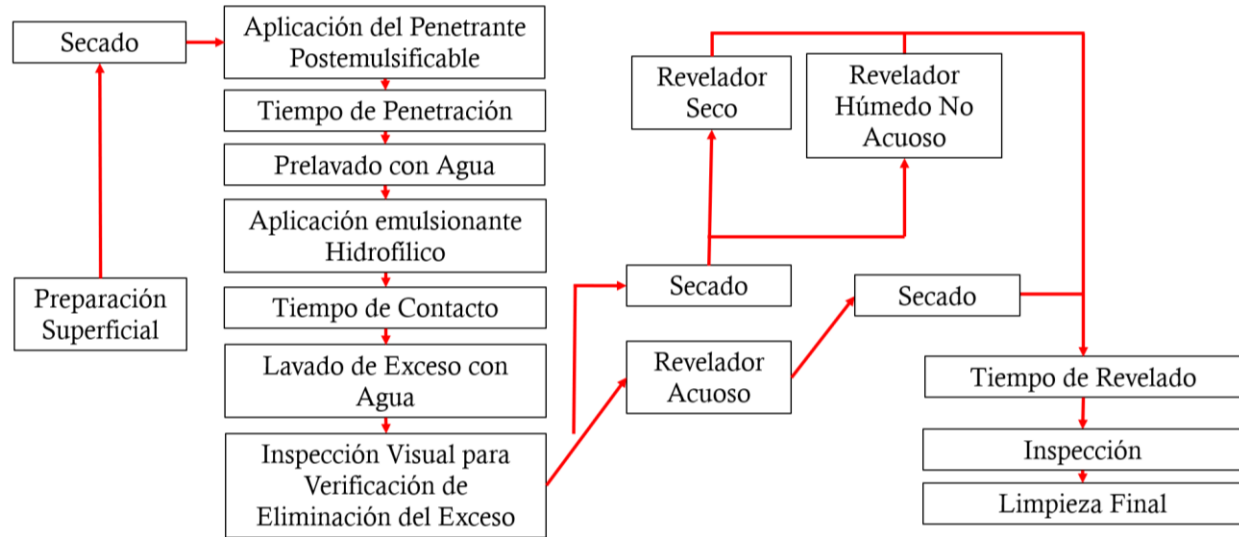 Secado
Preparación
Superficial
Aplicación del Penetrante
Postemulsificable
Tiempo de Penetración
Prelavado con Agua
Aplicación emulsionante
Hidrofílico
Tiempo de Contacto
Lavado de Exceso con
Agua
Inspección Visual para
Verificación de
Eliminación del Exceso
Revelador
Seco
Revelador
Húmedo No
Acuoso
Secado
Revelador
Acuoso
Secado
Tiempo de Revelado
Inspección
Limpieza Final